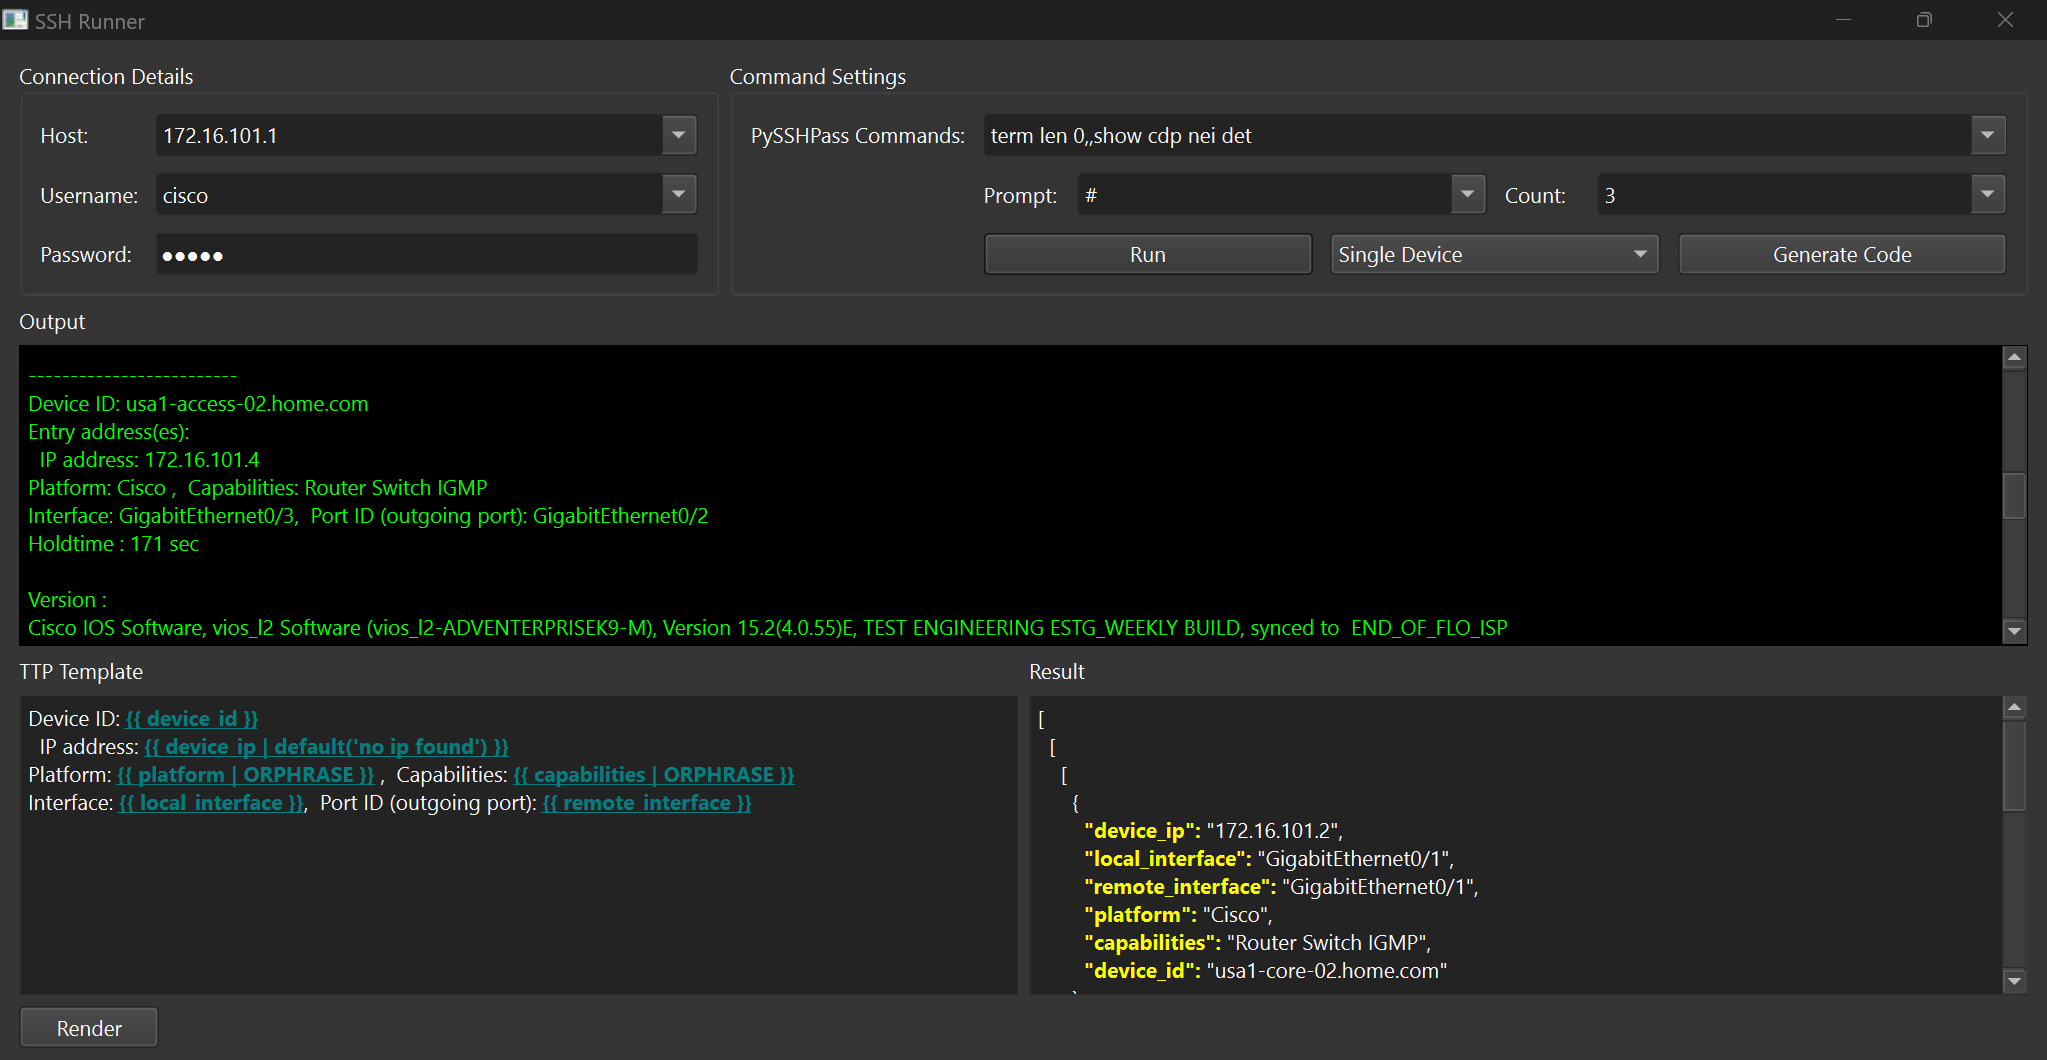 SSH Runner
Connection Details
Host: 172.16.101.1
Username: cisco
Password: ●●●●●
Command Settings
PySSHPass Commands: term len 0,,show cdp nei det
Prompt: # Count: 3
Run Single Device Generate Code
Output
-------------------------
Device ID: usa1-access-02.home.com
Entry address(es):
  IP address: 172.16.101.4
Platform: Cisco ,  Capabilities: Router Switch IGMP
Interface: GigabitEthernet0/3,  Port ID (outgoing port): GigabitEthernet0/2
Holdtime : 171 sec
Version :
Cisco IOS Software, vios_l2 Software (vios_l2-ADVENTERPRISEK9-M), Version 15.2(4.0.55)E, TEST ENGINEERING ESTG_WEEKLY BUILD, synced to  END_OF_FLO_ISP
TTP Template
Device ID: {{ device_id }}
  IP address: {{ device_ip | default('no ip found') }}
Platform: {{ platform | ORPHRASE }} ,  Capabilities: {{ capabilities | ORPHRASE }}
Interface: {{ local_interface }},  Port ID (outgoing port): {{ remote_interface }}
Render
Result
[
  [
    [
      {
        "device_ip": "172.16.101.2",
        "local_interface": "GigabitEthernet0/1",
        "remote_interface": "GigabitEthernet0/1",
        "platform": "Cisco",
        "capabilities": "Router Switch IGMP",
        "device_id": "usa1-core-02.home.com"